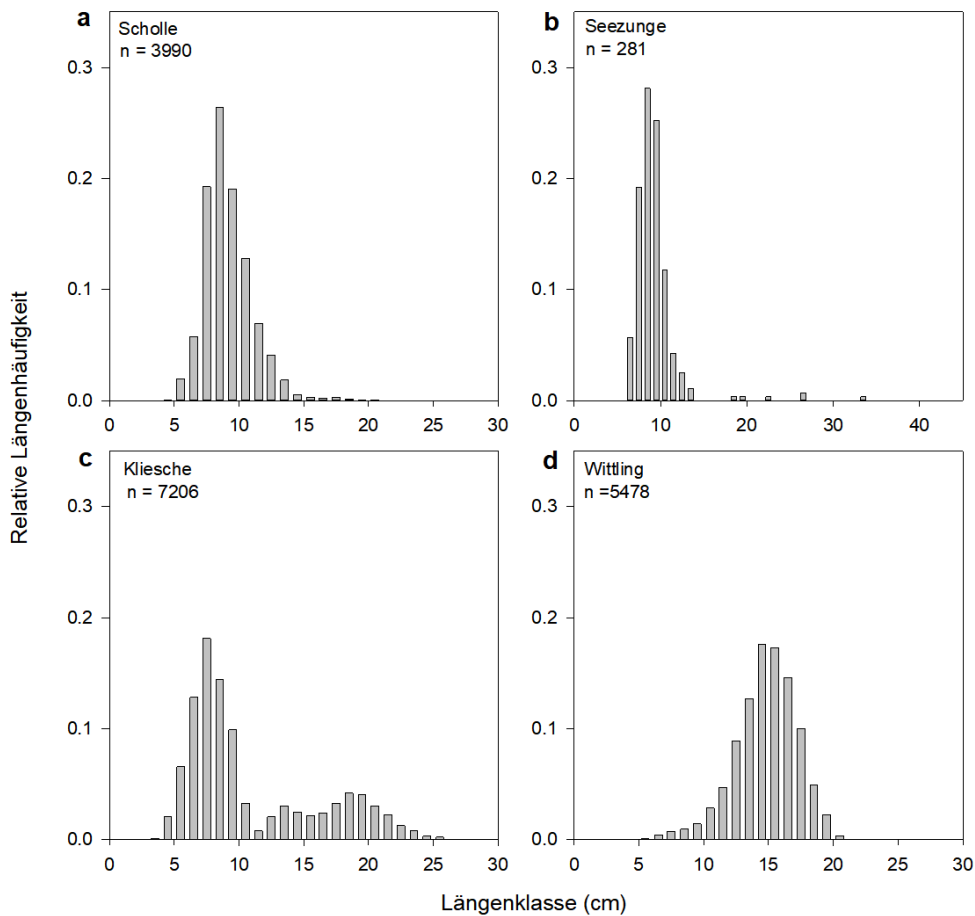 a
Scholle
n = 3990
0.3
0.2
0.1
0.0
0 5 10 15 20 25 30
b
Seezunge
n = 281
0.3
0.2
0.1
0.0
0 10 20 30 40
c
Kliesche
n = 7206
0.3
0.2
0.1
0.0
0 5 10 15 20 25 30
d
Wittling
n =5478
0.3
0.2
0.1
0.0
0 5 10 15 20 25 30
Relative Längenhäufigkeit
Längenklasse (cm)